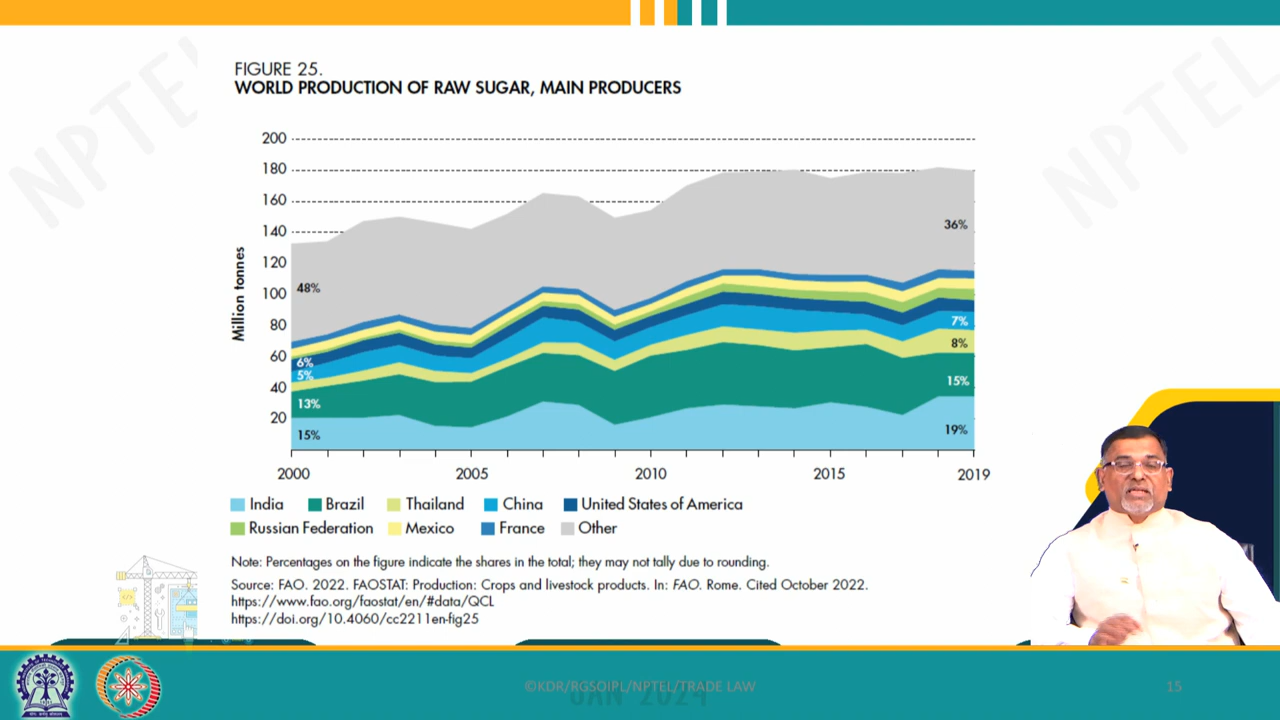 NPTEL
NPTEL
FIGURE 25.
WORLD PRODUCTION OF RAW SUGAR, MAIN PRODUCERS
Million tonnes
200
180
160
140
120
100
80
60
40
20
48%
6%
5%
13%
15%
36%
7%
8%
15%
19%
2000 2005 2010 2015 2019
India Brazil Thailand China United States of America
Russian Federation Mexico France Other
Note: Percentages on the figure indicate the shares in the total; they may not tally due to rounding.
Source: FAO. 2022. FAOSTAT: Production: Crops and livestock products. In: FAO. Rome. Cited October 2022.
https://www.fao.org/faostat/en/#data/QCL
https://doi.org/10.4060/cc2211en-fig25
©KDR/RGSOIPL/NPTEL/TRADE LAW
JAN 2024
15